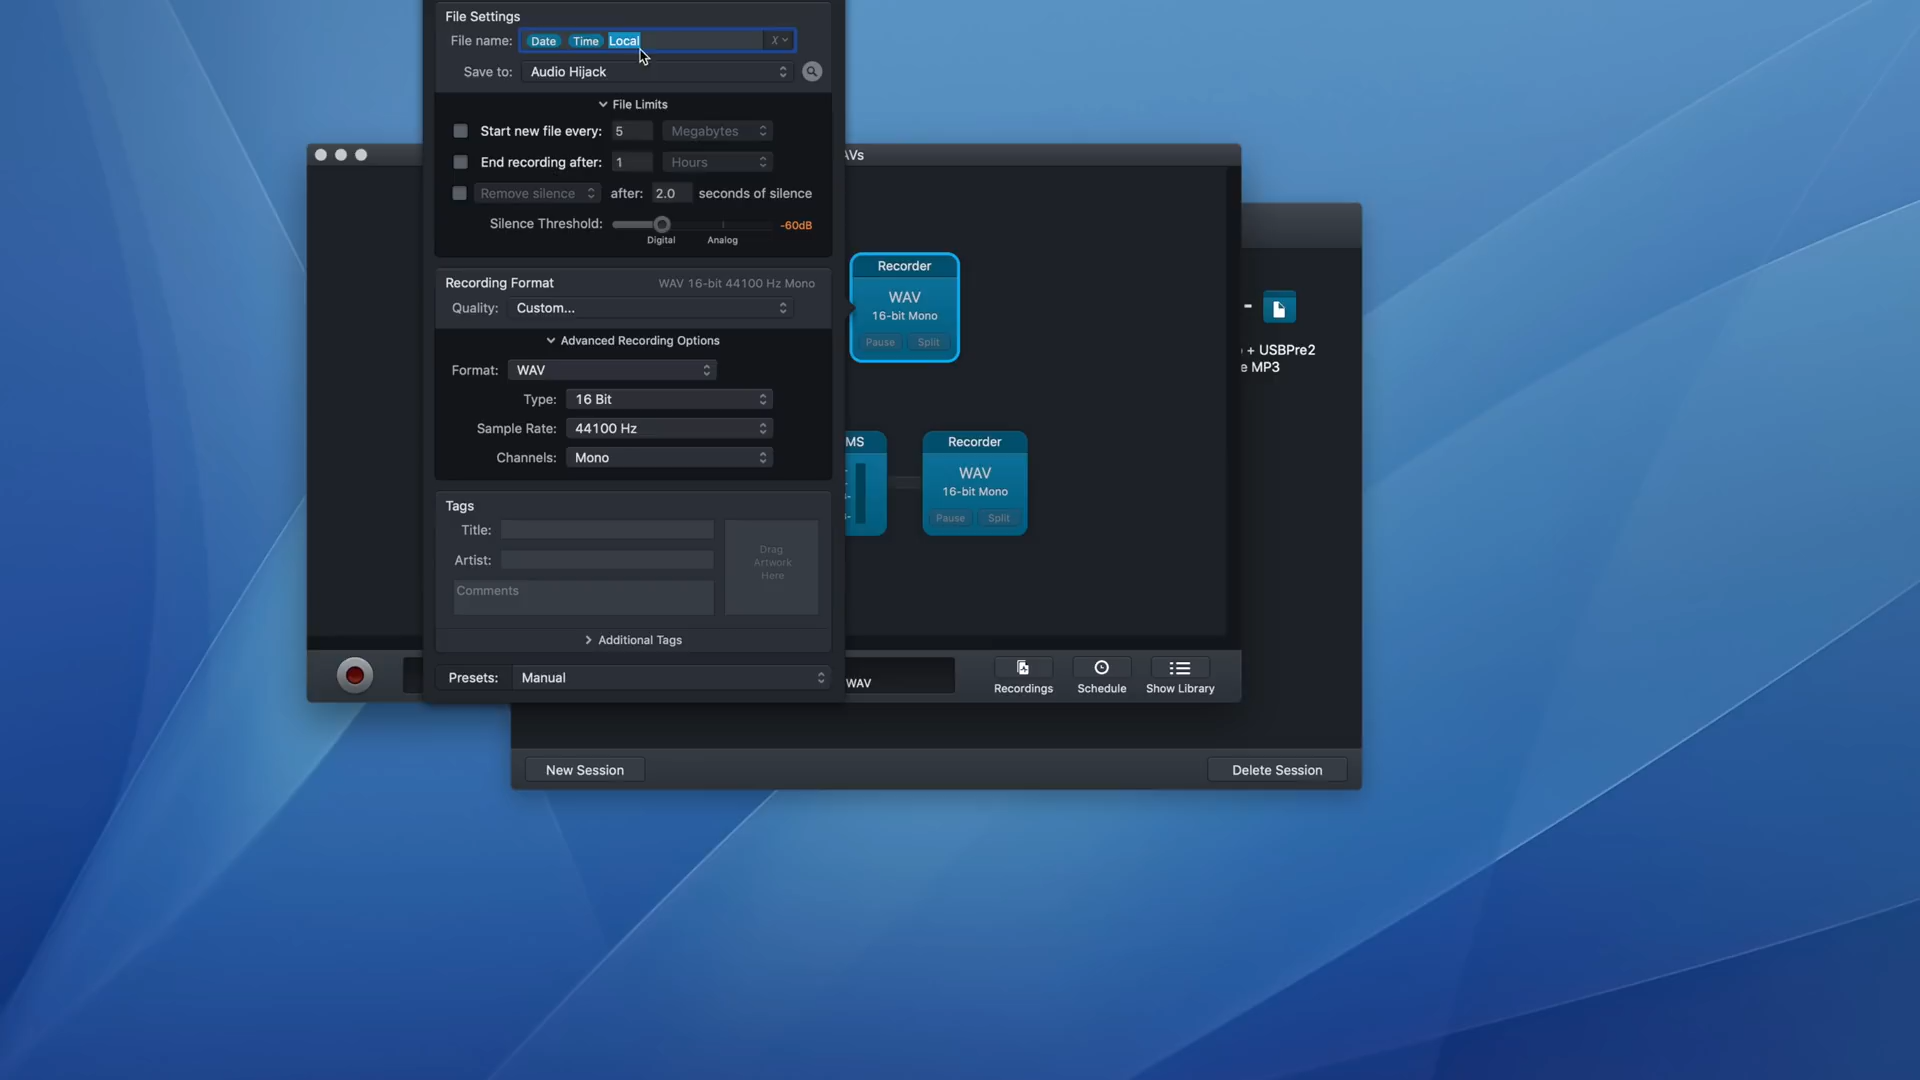 File Settings
File name: Date Time Local
Save to: Audio Hijack
File Limits
Start new file every: 5 Megabytes
End recording after: 1 Hours
Remove silence after: 2.0 seconds of silence
Silence Threshold: -60dB
Digital Analog
Recording Format WAV 16-bit 44100 Hz Mono
Quality: Custom...
Advanced Recording Options
Format: WAV
Type: 16 Bit
Sample Rate: 44100 Hz
Channels: Mono
Tags
Title:
Artist:
Comments
Drag
Artwork
Here
Additional Tags
Presets: Manual
AVs
Recorder
WAV
16-bit Mono
Pause Split
MS
Recorder
WAV
16-bit Mono
Pause Split
WAV
Recordings Schedule Show Library
+ USBPre2
e MP3
New Session Delete Session